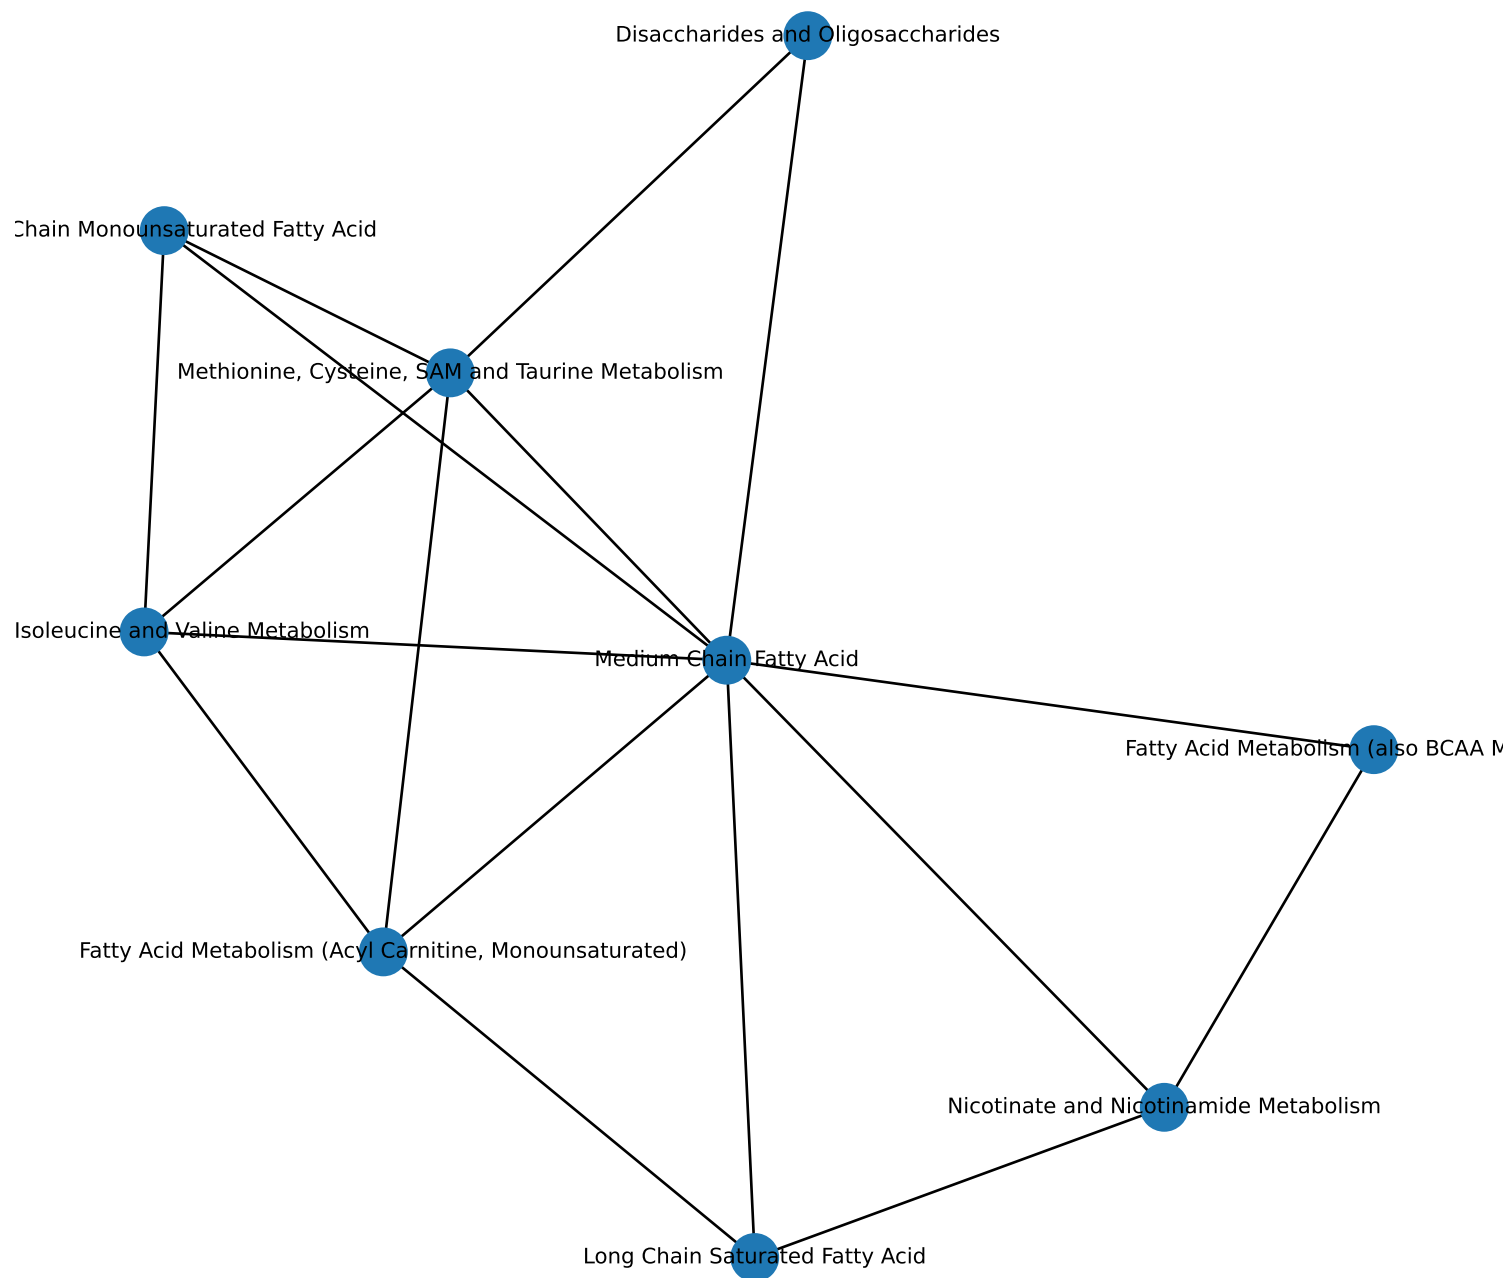 Disaccharides and Oligosaccharides
Chain Monounsaturated Fatty Acid
Methionine, Cysteine, SAM and Taurine Metabolism
Isoleucine and Valine Metabolism
Medium Chain Fatty Acid
Fatty Acid Metabolism (also BCAA M
Fatty Acid Metabolism (Acyl Carnitine, Monounsaturated)
Nicotinate and Nicotinamide Metabolism
Long Chain Saturated Fatty Acid